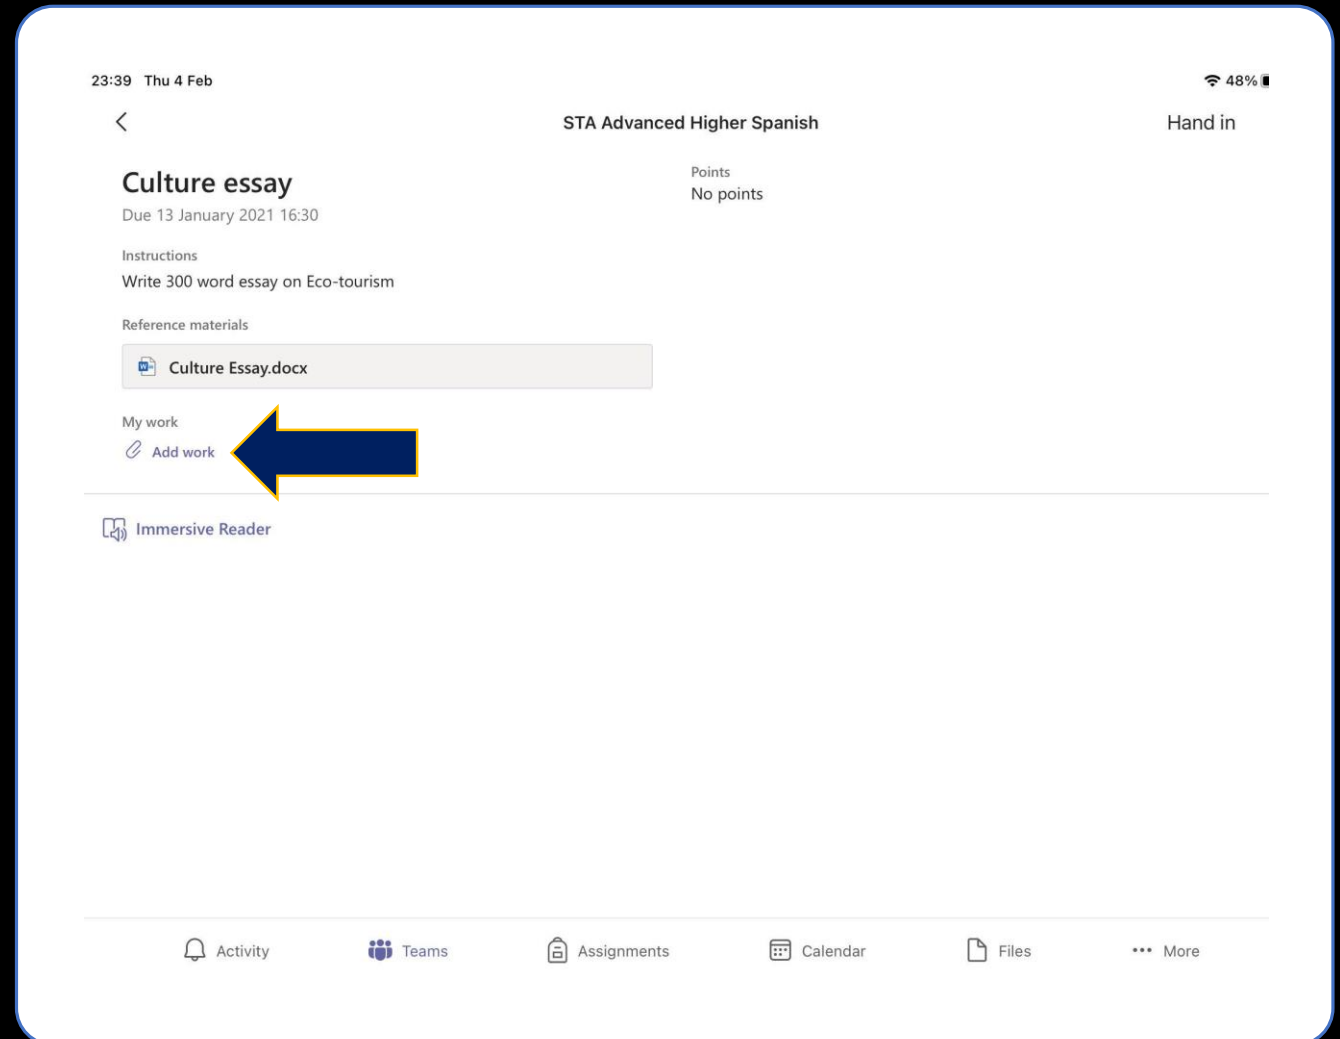 23:39 Thu 4 Feb
48%
STA Advanced Higher Spanish
Hand in
Culture essay
Due 13 January 2021 16:30
Points
No points
Instructions
Write 300 word essay on Eco-tourism
Reference materials
Culture Essay.docx
My work
Add work
Immersive Reader
Activity
Teams
Assignments
Calendar
Files
More